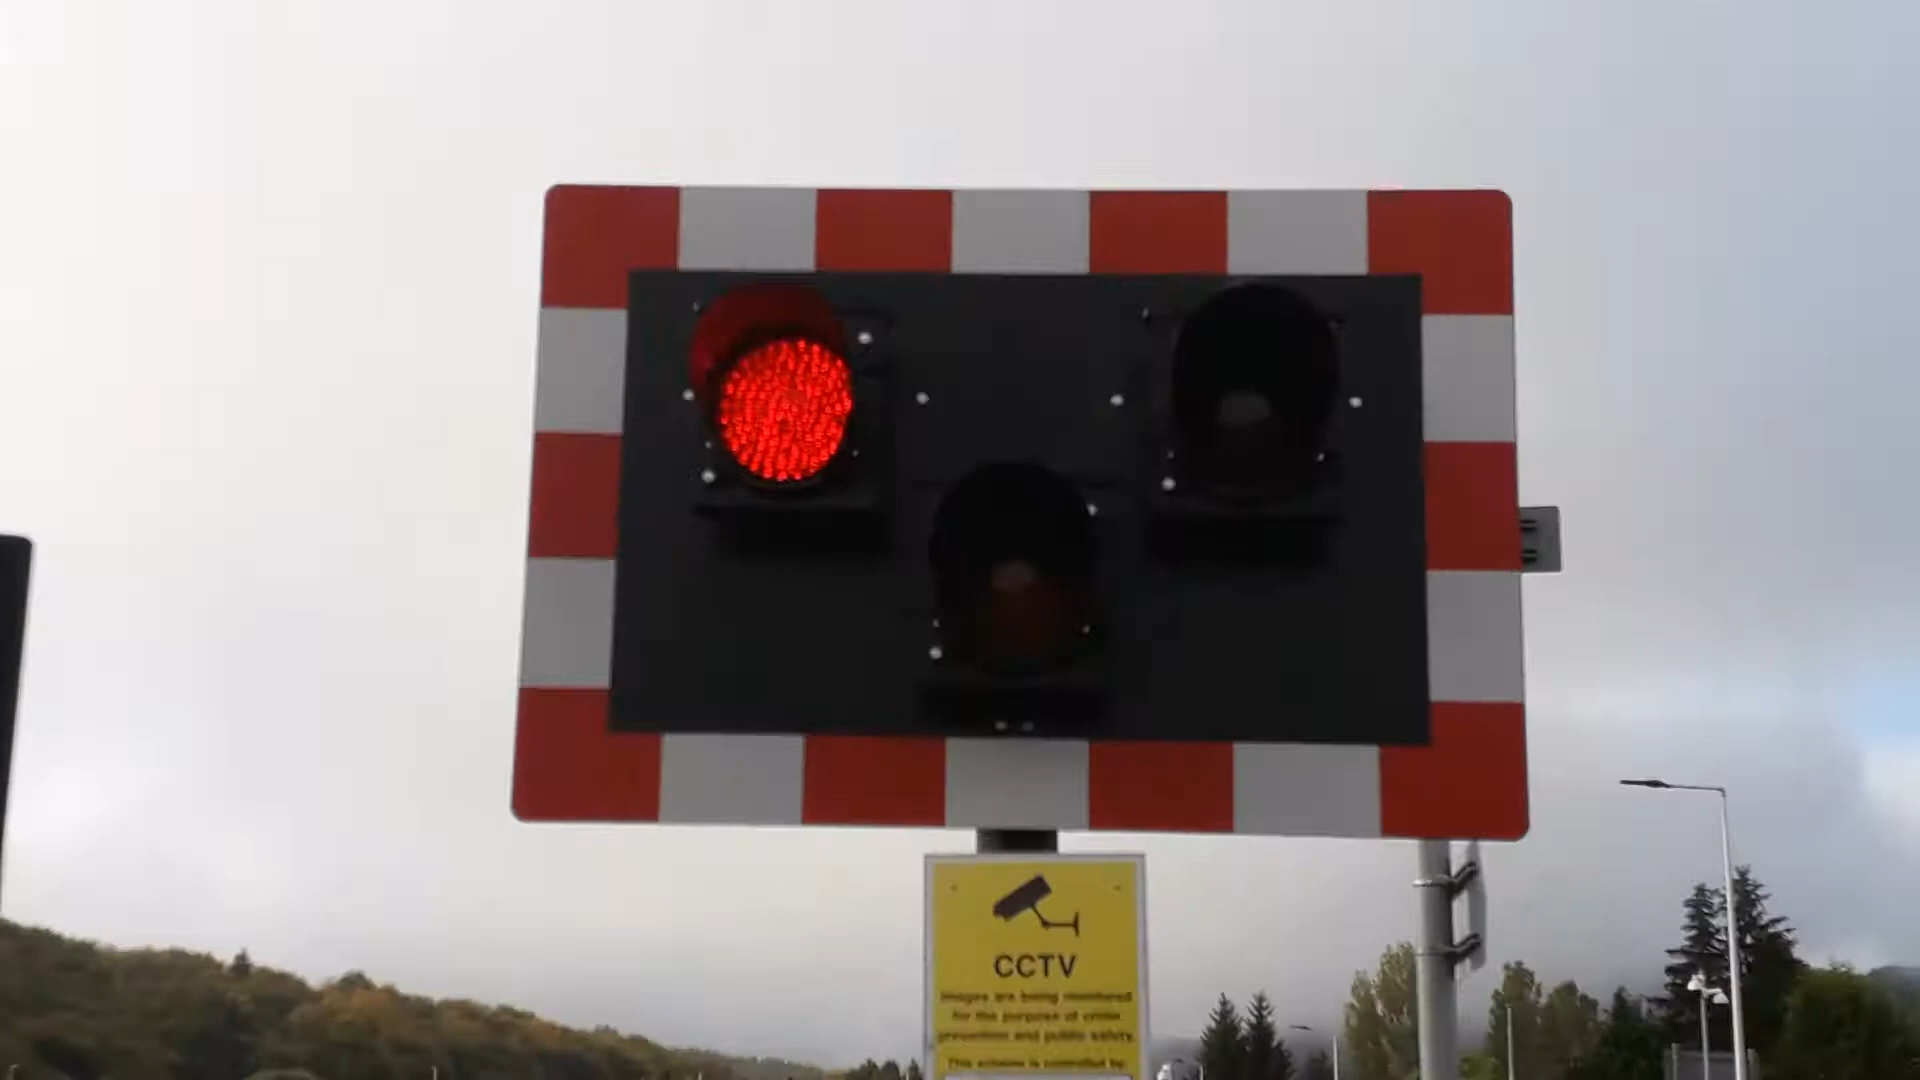 CCTV
Images are being monitored
for the purpose of crime
prevention and public safety.
This scheme is controlled by